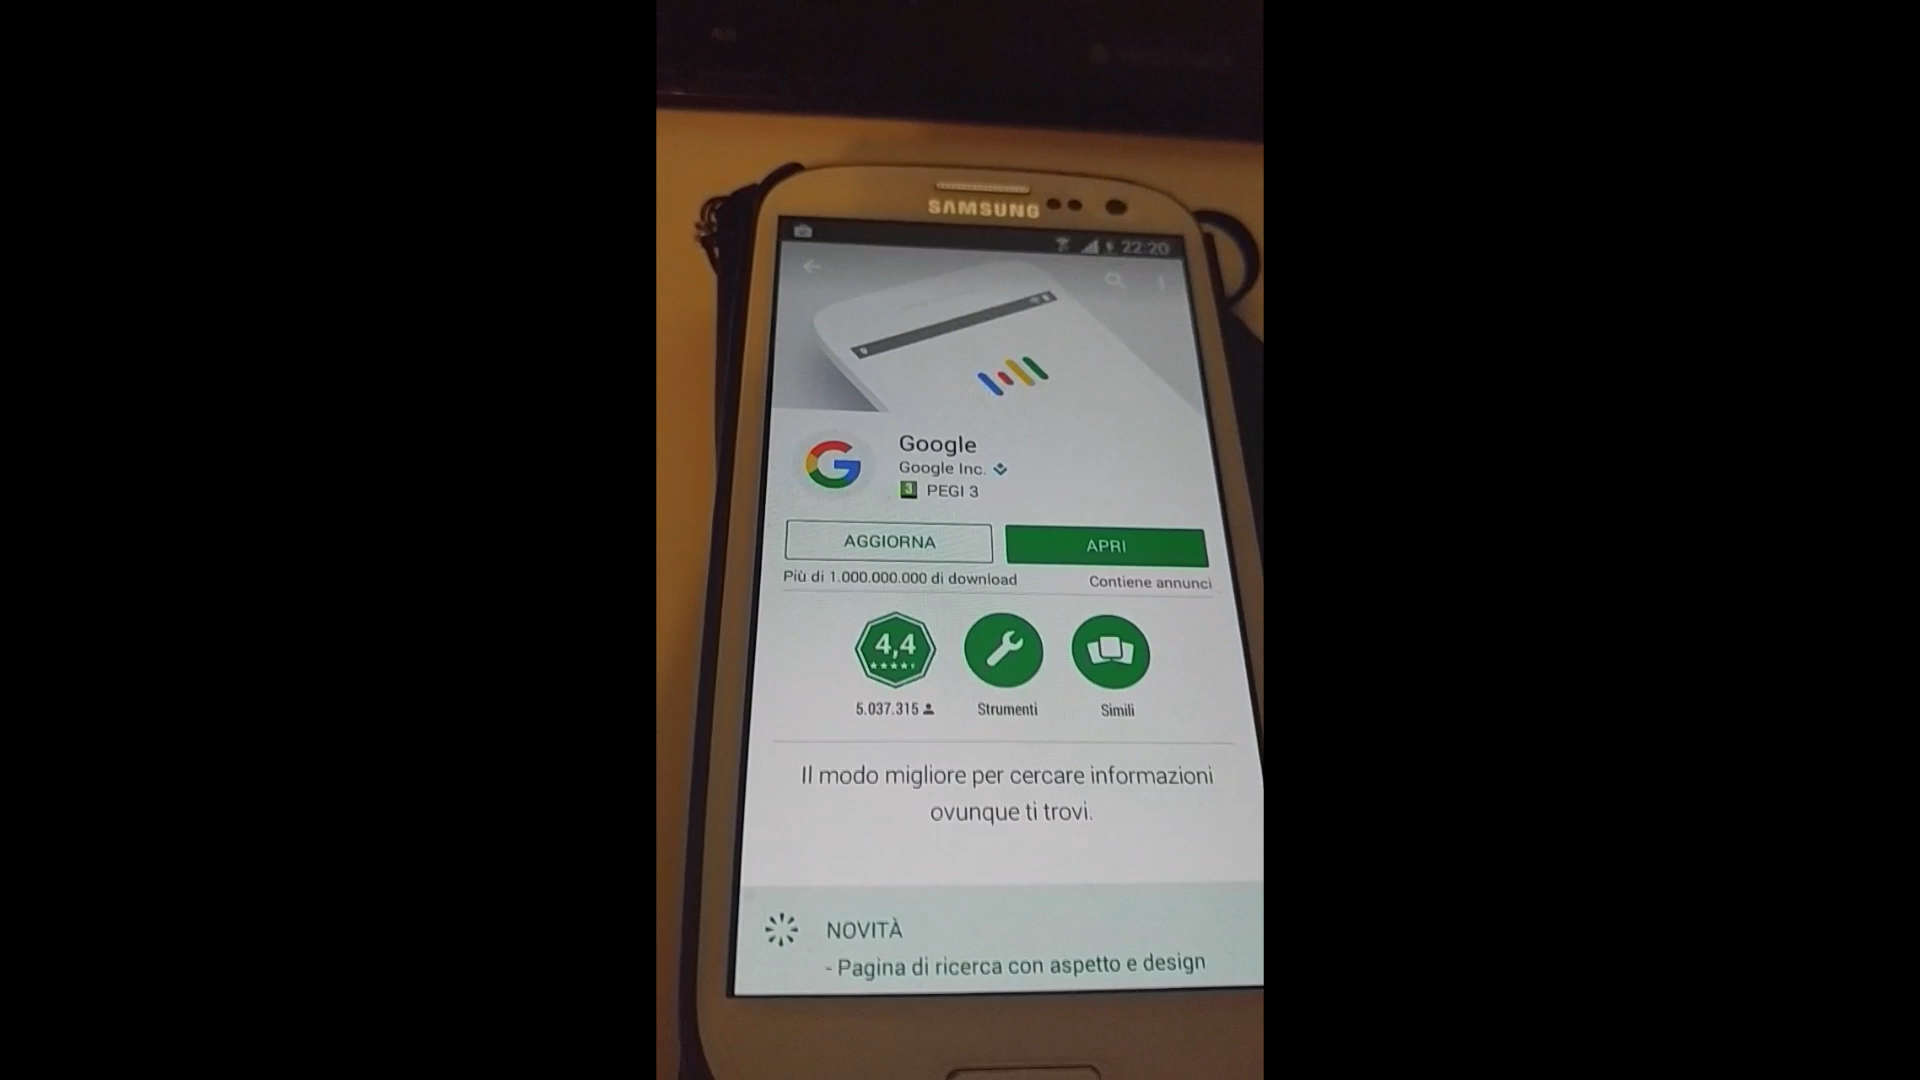 SAMSUNG
22:20
Google
Google Inc.
3 PEGI 3
AGGIORNA
APRI
Più di 1.000.000.000 di download
Contiene annunci
4,4
5.037.315
Strumenti
Simili
Il modo migliore per cercare informazioni
ovunque ti trovi.
NOVITÀ
- Pagina di ricerca con aspetto e design